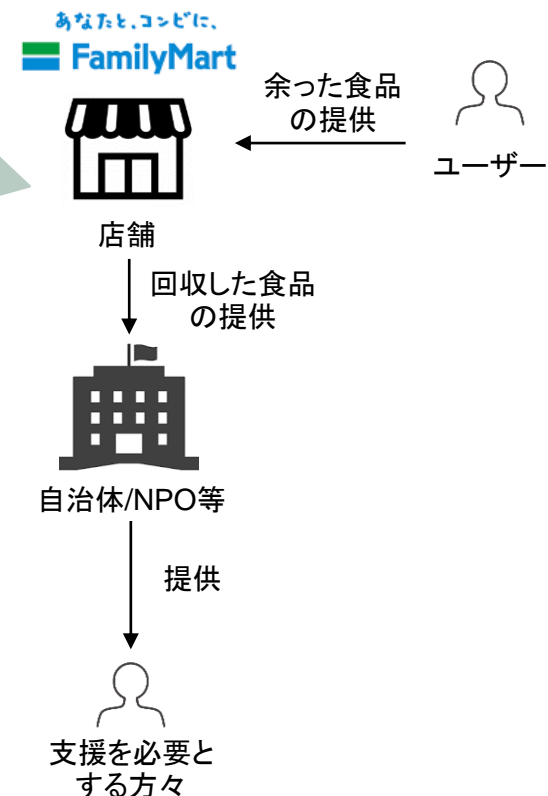 あなたと、コンビに、
FamilyMart
余った食品
の提供
ユーザー
店舗
回収した食品
の提供
自治体/NPO等
提供
支援を必要と
する方々